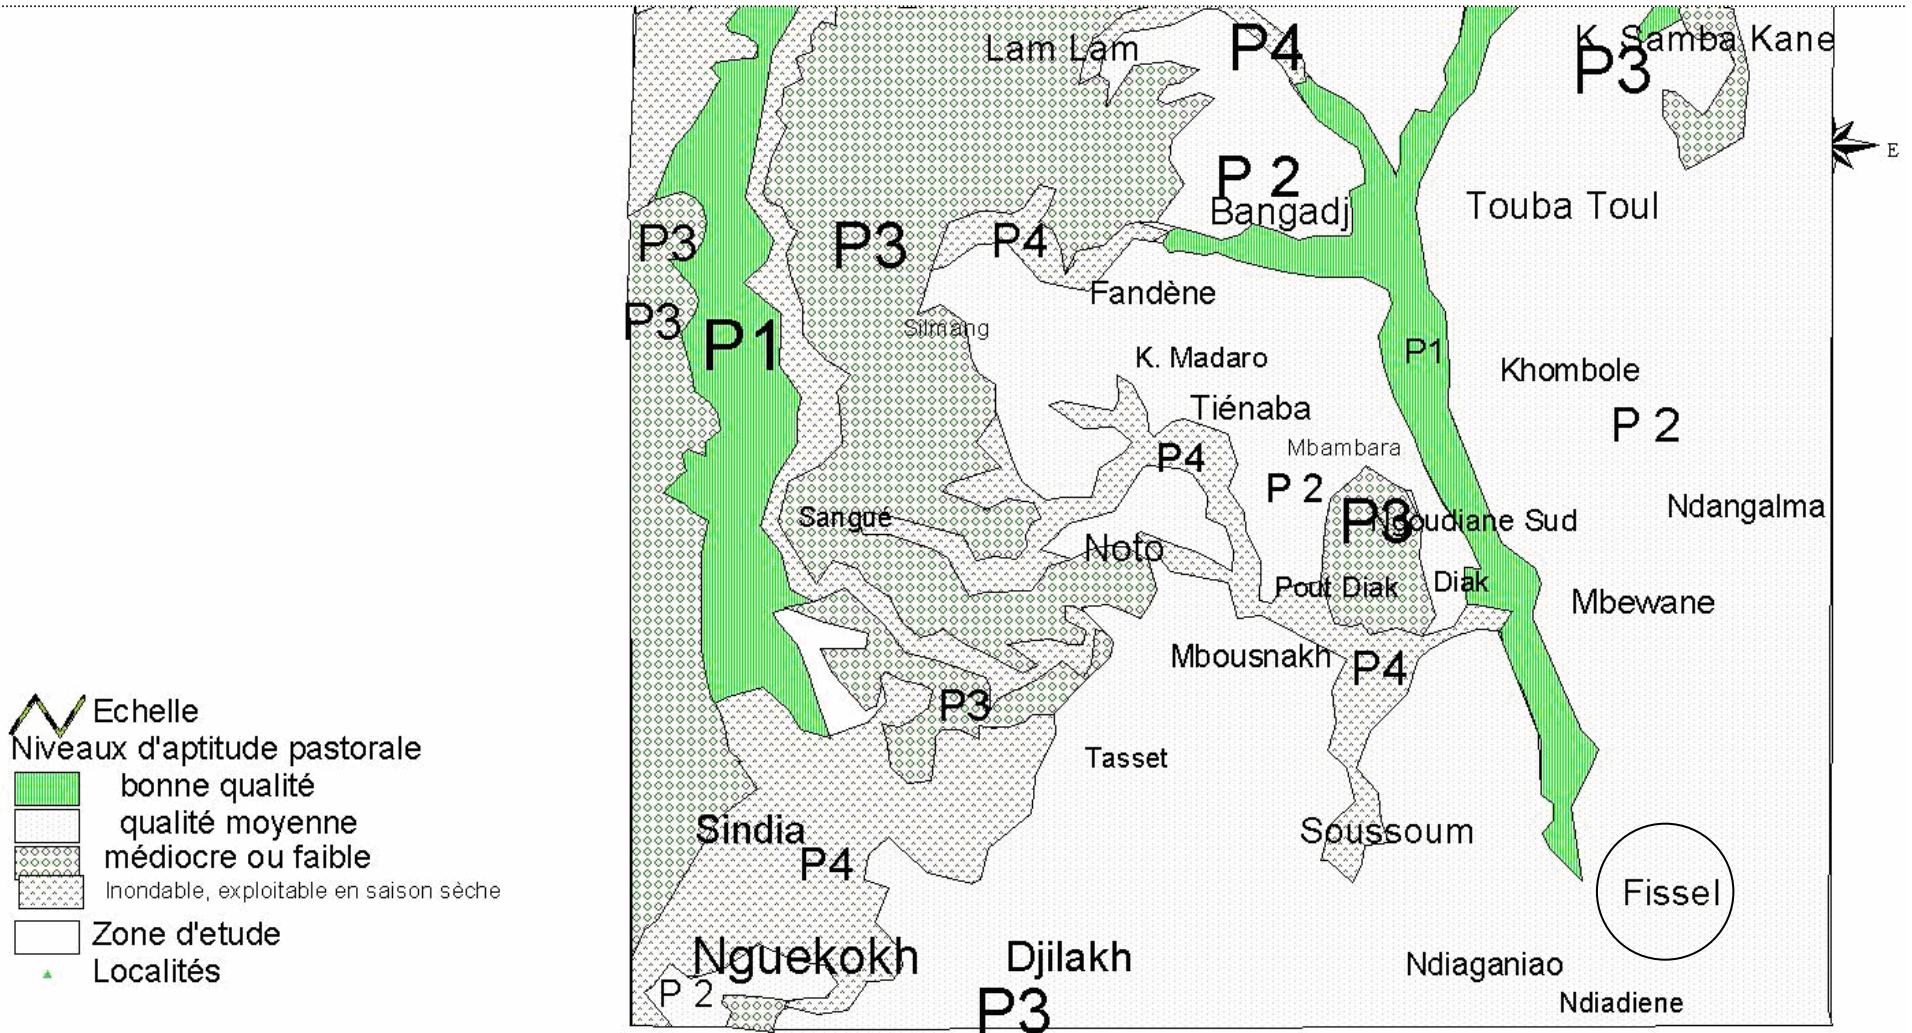 Lam Lam
P4
K. Samba Kane
P3
E
P 2
Bangadj
Touba Toul
P3
P3
P4
Fandène
P3
Silmang
P1
P1
K. Madaro
Khombole
Tiénaba
P 2
Mbambara
P4
P 2
Ndangalma
P3
Ngoudiane Sud
Sangue
Noto
Pout Diak
Diak
Mbewane
Mbousnakh
P4
P3
Tasset
Sindia
P4
Soussoum
Fissel
Nguekokh
Djilakh
Ndiaganiao
P 2
P3
Ndiadiene
Echelle
Niveaux d'aptitude pastorale
bonne qualité
qualité moyenne
médiocre ou faible
Inondable, exploitable en saison sèche
Zone d'etude
Localités